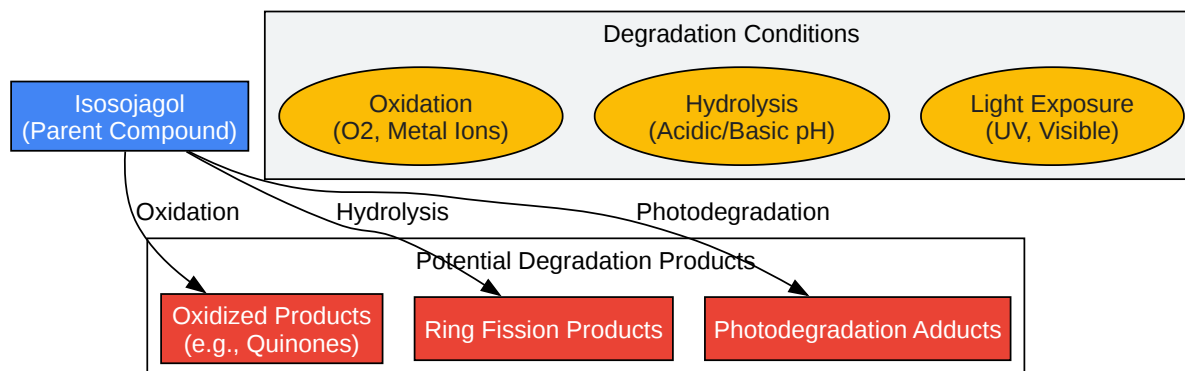 Degradation Conditions
Isosojagol
(Parent Compound)
Oxidation
(O2, Metal Ions)
Hydrolysis
(Acidic/Basic pH)
Light Exposure
(UV, Visible)
Oxidation
Hydrolysis
Photodegradation
Potential Degradation Products
Oxidized Products
(e.g., Quinones)
Ring Fission Products
Photodegradation Adducts